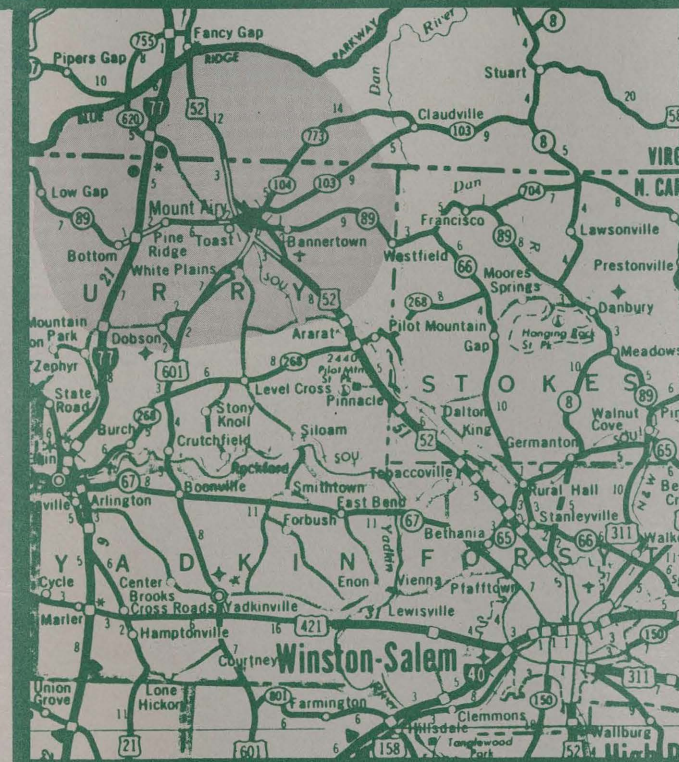 755
Fancy Gap
PARKWAY
River
8
Pipers Gap
RIDGE
Stuart
BLUE
77
52
Dan
58
620
12
14
Claudville
20
773
103
8
VIRG
Low Gap
104
103
Dan
704
N. CAR
89
Mount Airy
89
Francisco
Lawsonville
Pine
Ridge
Toast
Bannertown
Westfield
89
R
Bottom
21
White Plains
SOU
66
Moores
Springs
Prestonville
U R R Y
52
268
Danbury
Mountain
Park
Dobson
Ararat
Pilot Mountain
Gap
Hanging Rock
St Pk
77
601
268
2440
Pilot Mtn
St Pk
Meadows
Zephyr
Level Cross
Pinnacle
S T O K E S
State
Road
268
Stony
Knoll
Dalton
8
89
Burch
Siloam
King
Walnut
Cove
Crutchfield
52
Germanton
SOU
65
Rockford
SOU
Tobaccoville
67
Boonville
Smithtown
Rural Hall
N & W
ville
Arlington
East Bend
Stanleyville
Forbush
67
Bethania
65
66
311
Yadkin
Y A D K I N
F O R S Y T
Cycle
Center
Enon
Vienna
Pfafftown
Brooks
Cross Roads
Yadkinville
Lewisville
Marler
Hamptonville
421
150
Courtney
Winston-Salem
40
311
Union
Grove
Lone
Hickory
801
River
150
Farmington
Clemmons
Hillsdale
Wallburg
21
601
158
Tanglewood
Park
52
High P